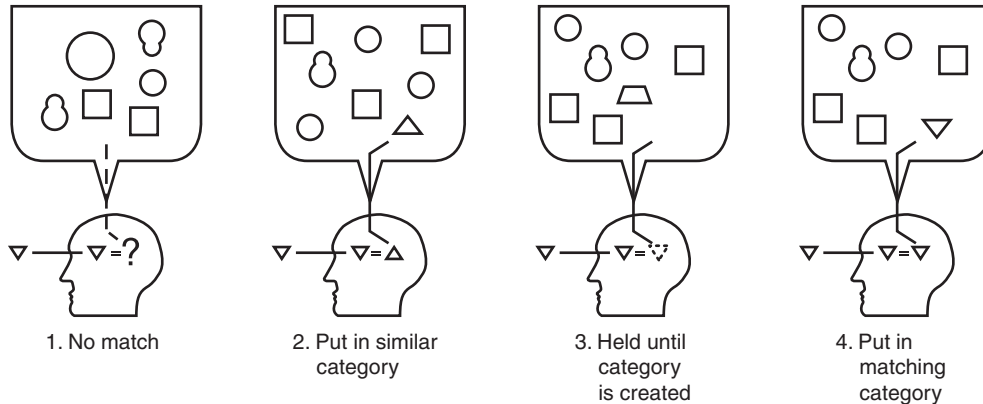 = ?
=
=
=
1. No match
2. Put in similar
category
3. Held until
category
is created
4. Put in
matching
category